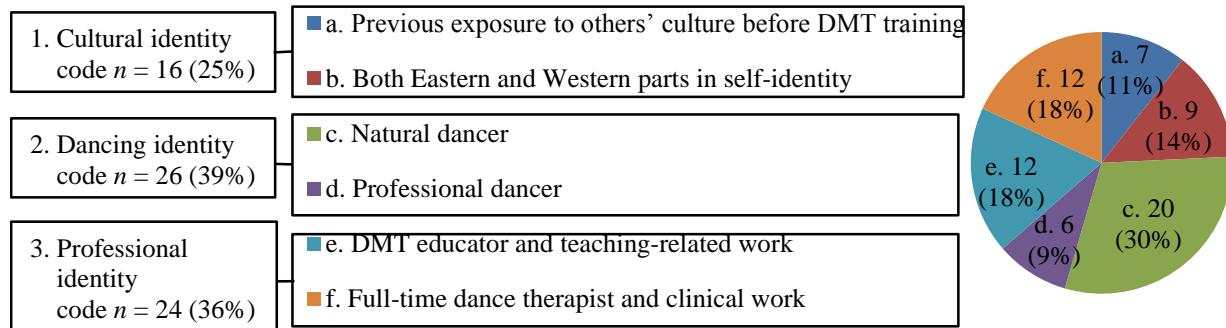 1. Cultural identity
code n = 16 (25%)
a. Previous exposure to others’ culture before DMT training
b. Both Eastern and Western parts in self-identity
2. Dancing identity
code n = 26 (39%)
c. Natural dancer
d. Professional dancer
3. Professional
identity
code n = 24 (36%)
e. DMT educator and teaching-related work
f. Full-time dance therapist and clinical work
a. 7
(11%)
b. 9
(14%)
c. 20
(30%)
d. 6
(9%)
e. 12
(18%)
f. 12
(18%)